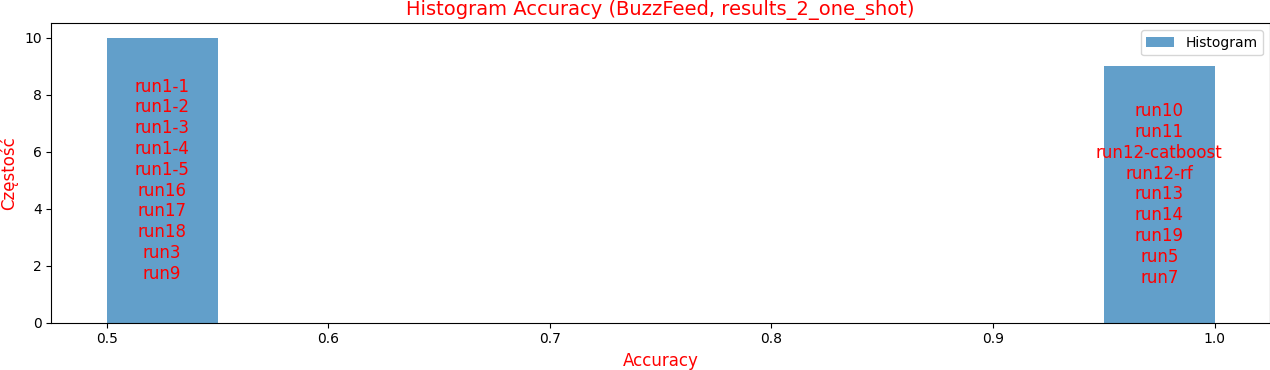 Histogram Accuracy (BuzzFeed, results_2_one_shot)
Histogram
Częstość
10
8
6
4
2
0
run1-1
run1-2
run1-3
run1-4
run1-5
run16
run17
run18
run3
run9
run10
run11
run12-catboost
run12-rf
run13
run14
run19
run5
run7
0.5 0.6 0.7 0.8 0.9 1.0
Accuracy